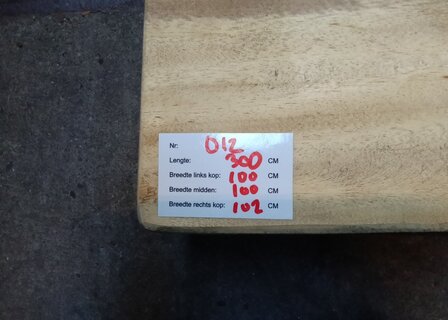 Nr: 012
Lengte: 300 CM
Breedte links kop: 100 CM
Breedte midden: 100 CM
Breedte rechts kop: 102 CM